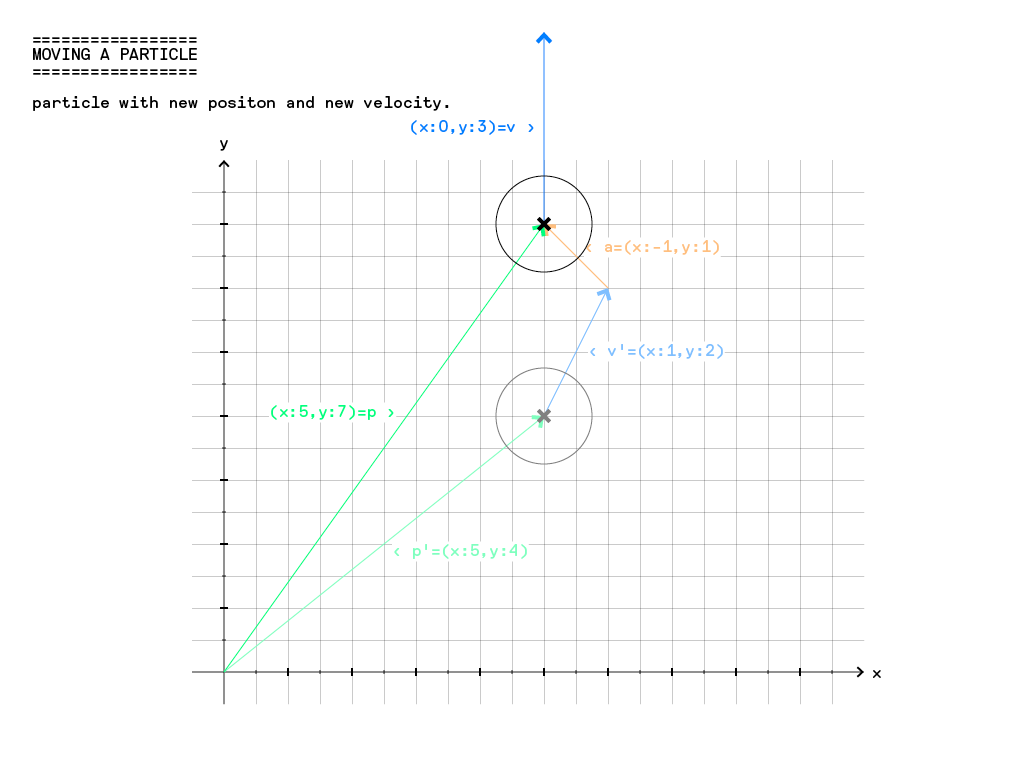 =================
MOVING A PARTICLE
=================
particle with new positon and new velocity.
(x:0,y:3)=v ›
y
‹ a=(x:-1,y:1)
‹ v'=(x:1,y:2)
(x:5,y:7)=p ›
‹ p'=(x:5,y:4)
x